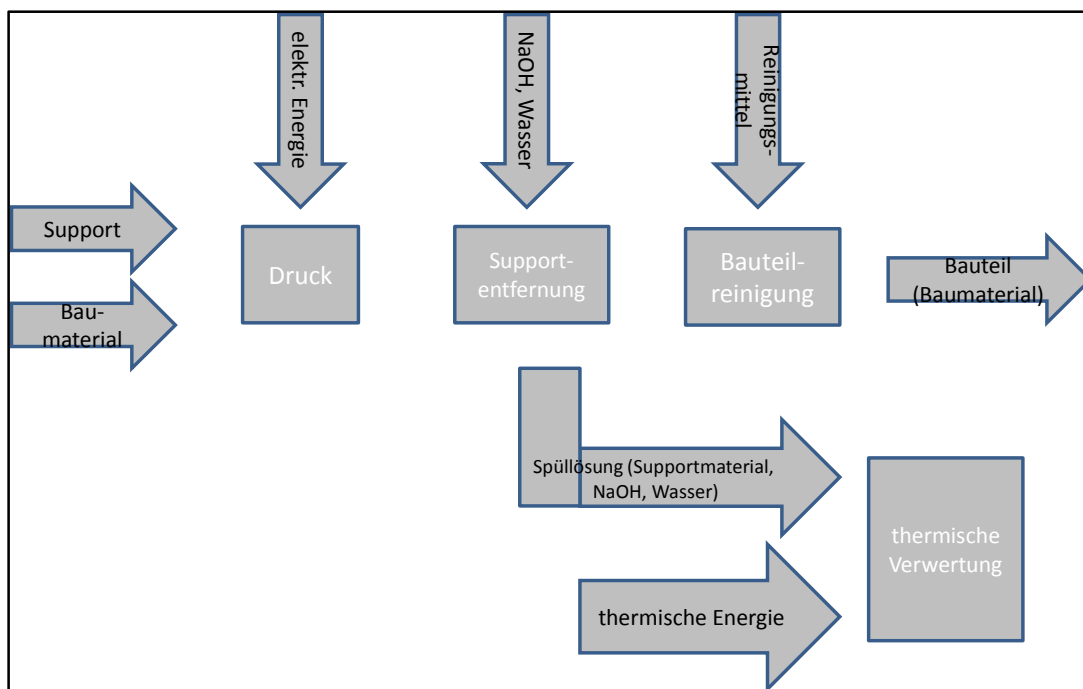 elektr. Energie
NaOH, Wasser
Reinigungs-
mittel
Support
Bau-
material
Druck
Support-
entfernung
Bauteil-
reinigung
Bauteil
(Baumaterial)
Spüllösung (Supportmaterial,
NaOH, Wasser)
thermische
Verwertung
thermische Energie